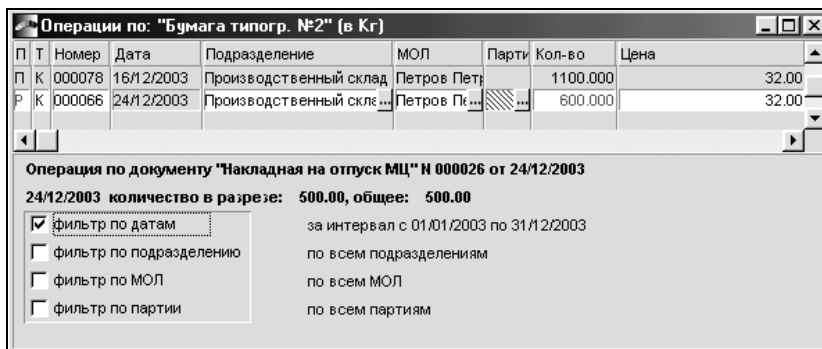 Операции по: "Бумага типогр. №2" (в Кг)
П Т Номер Дата Подразделение МОЛ Парти Кол-во Цена
П К 000078 16/12/2003 Производственный склад Петров Петр 1100.000 32.00
Р К 000066 24/12/2003 Производственный скла ... Петров Пе ... ... 600.000 32.00
Операция по документу "Накладная на отпуск МЦ" N 000026 от 24/12/2003
24/12/2003 количество в разрезе: 500.00, общее: 500.00
фильтр по датам за интервал с 01/01/2003 по 31/12/2003
фильтр по подразделению по всем подразделениям
фильтр по МОЛ по всем МОЛ
фильтр по партии по всем партиям